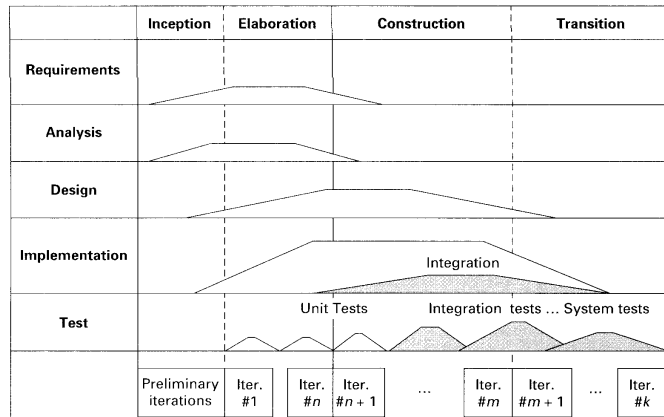 Inception Elaboration Construction Transition
Requirements
Analysis
Design
Implementation
Integration
Test
Unit Tests Integration tests ... System tests
Preliminary iterations
Iter. #1
Iter. #n
Iter. #n + 1
...
Iter. #m
Iter. #m + 1
...
Iter. #k